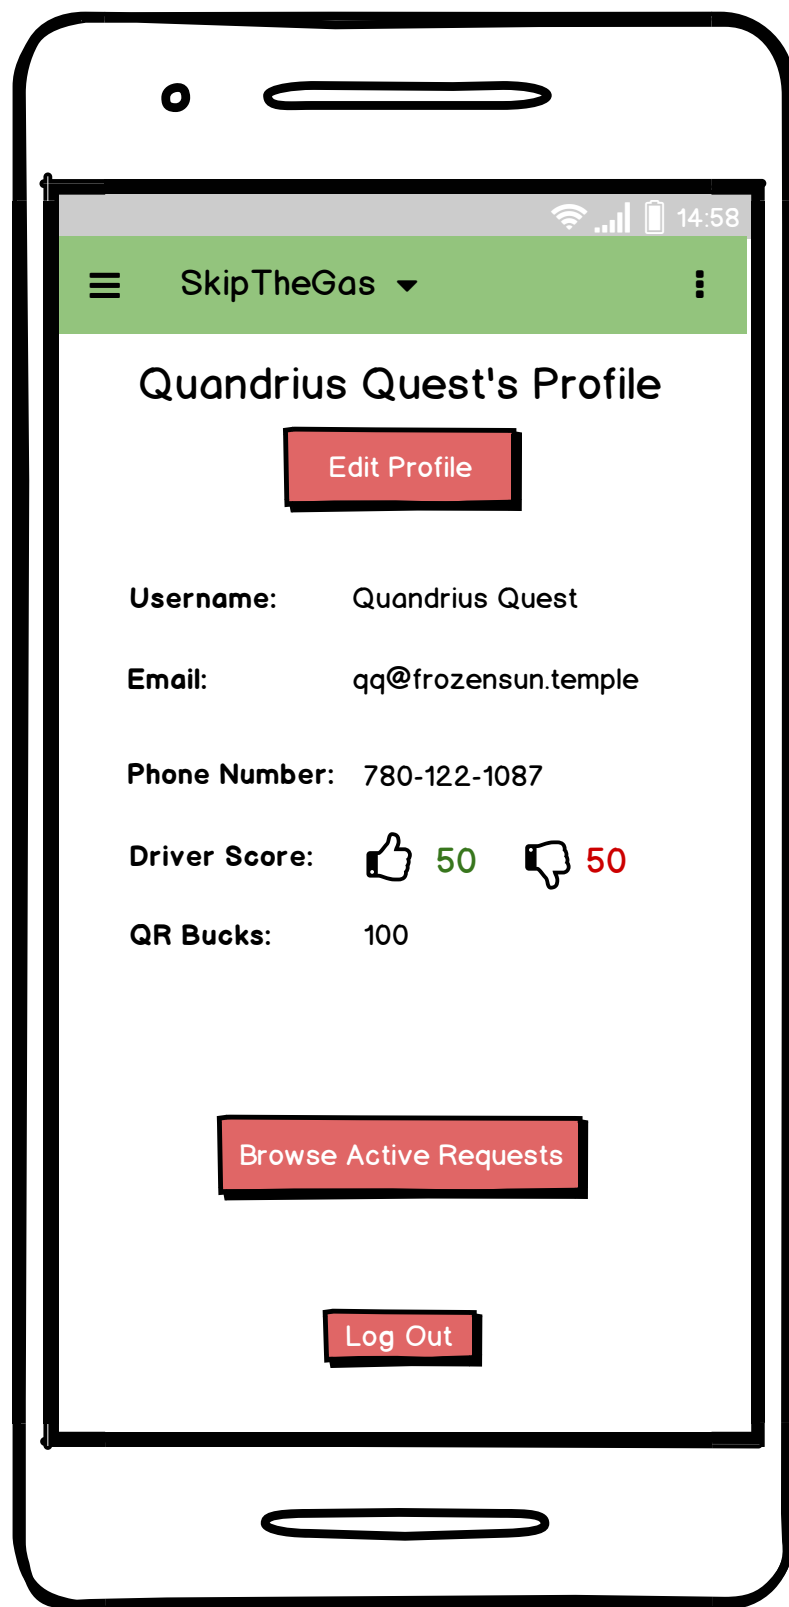 14:58
SkipTheGas
Quandrius Quest's Profile
Edit Profile
Username: Quandrius Quest
Email: qq@frozensun.temple
Phone Number: 780-122-1087
Driver Score: 50 50
QR Bucks: 100
Browse Active Requests
Log Out